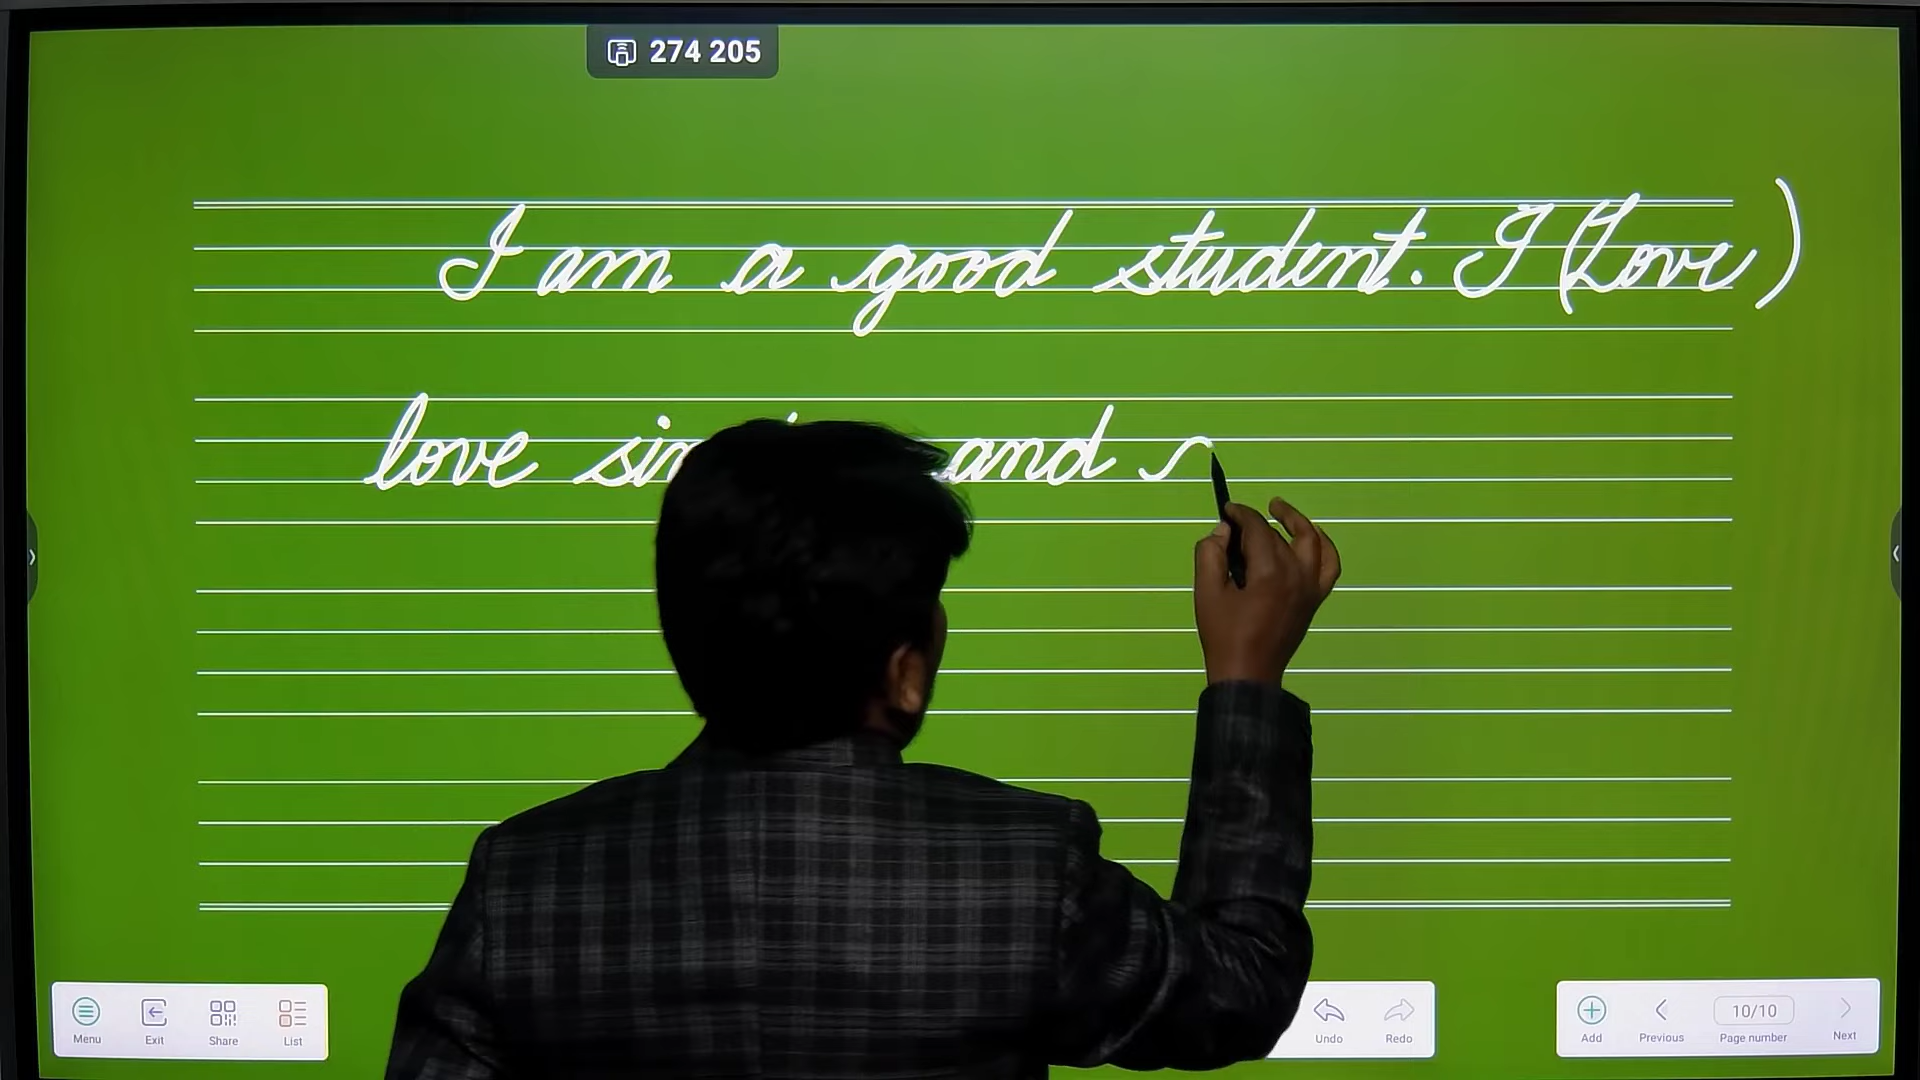 274 205
I am a good student. I (Love)
love and
Menu Exit Share List Undo Redo Add Previous 10/10 Page number Next